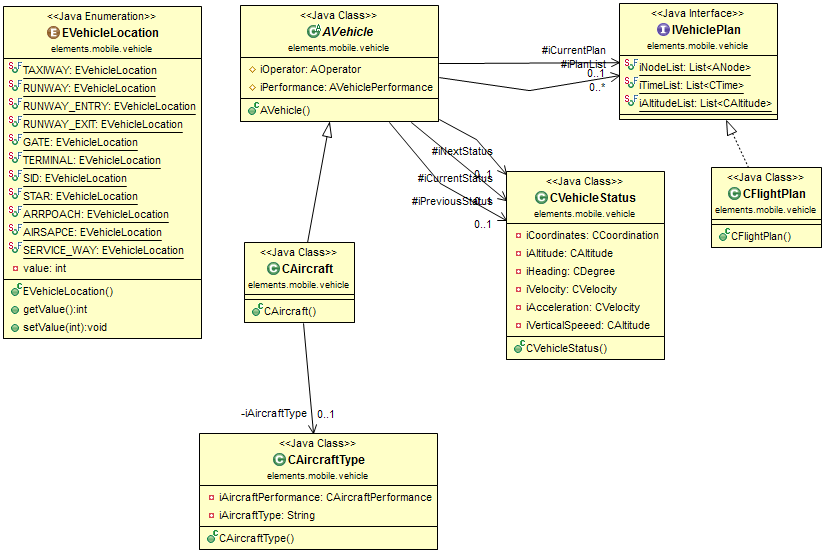 <<Java Enumeration>>
EVehicleLocation
elements.mobile.vehicle
TAXIWAY: EVehicleLocation
RUNWAY: EVehicleLocation
RUNWAY_ENTRY: EVehicleLocation
RUNWAY_EXIT: EVehicleLocation
GATE: EVehicleLocation
TERMINAL: EVehicleLocation
SID: EVehicleLocation
STAR: EVehicleLocation
ARRPOACH: EVehicleLocation
AIRSAPCE: EVehicleLocation
SERVICE_WAY: EVehicleLocation
value: int
EVehicleLocation()
getValue():int
setValue(int):void
<<Java Class>>
AVehicle
elements.mobile.vehicle
iOperator: AOperator
iPerformance: AVehiclePerformance
AVehicle()
#iCurrentPlan
#iPlanList
0..1
0..*
<<Java Interface>>
IVehiclePlan
elements.mobile.vehicle
iNodeList: List<ANode>
iTimeList: List<CTime>
iAltitudeList: List<CAltitude>
#iNextStatus
0..1
#iCurrentStatus
0..1
#iPreviousStatus
0..1
<<Java Class>>
CVehicleStatus
elements.mobile.vehicle
iCoordinates: CCoordination
iAltitude: CAltitude
iHeading: CDegree
iVelocity: CVelocity
iAcceleration: CVelocity
iVerticalSpeeed: CAltitude
CVehicleStatus()
<<Java Class>>
CFlightPlan
elements.mobile.vehicle
CFlightPlan()
<<Java Class>>
CAircraft
elements.mobile.vehicle
CAircraft()
-iAircraftType
0..1
<<Java Class>>
CAircraftType
elements.mobile.vehicle
iAircraftPerformance: CAircraftPerformance
iAircraftType: String
CAircraftType()